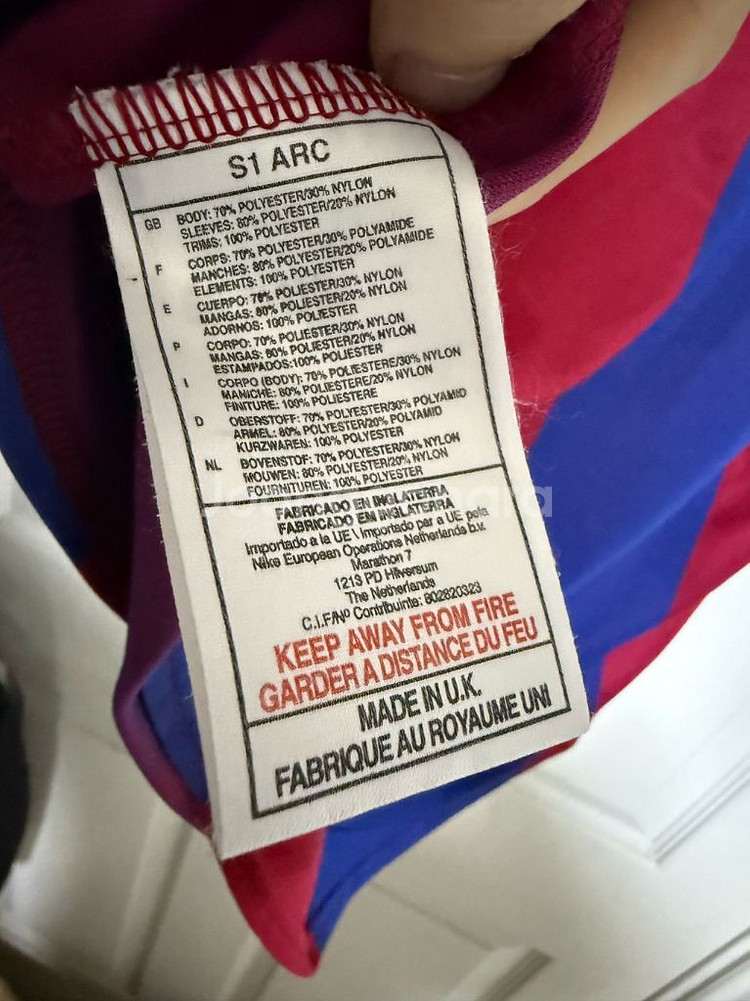 S1 ARC
GB BODY: 70% POLYESTER/30% NYLON
SLEEVES: 80% POLYESTER/20% NYLON
TRIMS: 100% POLYESTER
F CORPS: 70% POLYESTER/30% POLYAMIDE
MANCHES: 80% POLYESTER/20% POLYAMIDE
ELEMENTS: 100% POLYESTER
E CUERPO: 70% POLIESTER/30% NYLON
MANGAS: 80% POLIESTER/20% NYLON
ADORNOS: 100% POLIESTER
P CORPO: 70% POLIESTER/30% NYLON
MANGAS: 80% POLIESTER/20% NYLON
ESTAMPADOS:100% POLIESTER
I CORPO (BODY): 70% POLIESTERE/30% NYLON
MANICHE: 80% POLIESTERE/20% NYLON
FINITURE: 100% POLIESTERE
D OBERSTOFF: 70% POLYESTER/30% POLYAMID
ARMEL: 80% POLYESTER/20% POLYAMID
KURZWAREN: 100% POLYESTER
NL BOVENSTOF: 70% POLYESTER/30% NYLON
MOUWEN: 80% POLYESTER/20% NYLON
FOURNITUREN: 100% POLYESTER
FABRICADO EN INGLATERRA
FABRICADO EM INGLATERRA
Importado a la UE \ Importado par a UE pela
Nike European Operations Netherlands b.v.
Marathon 7
1213 PD Hilversum
The Netherlands
C.I.F/Nº Contribuinte: 802820323
KEEP AWAY FROM FIRE
GARDER A DISTANCE DU FEU
MADE IN U.K.
FABRIQUE AU ROYAUME UNI